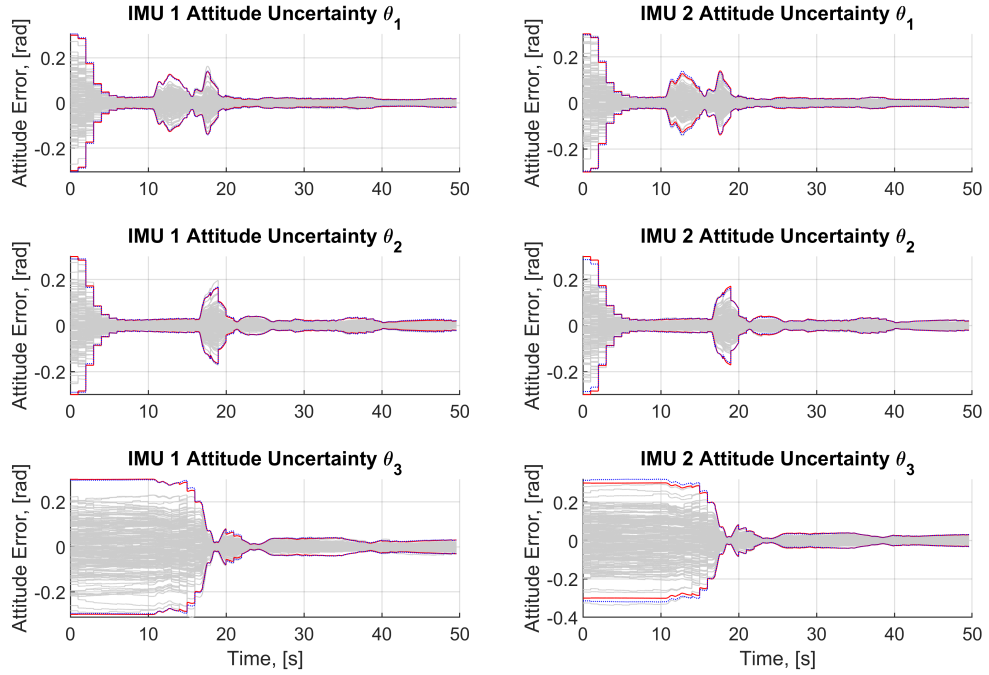 IMU 1 Attitude Uncertainty θ1
Attitude Error, [rad]
0.2
0
-0.2
0 10 20 30 40 50
IMU 2 Attitude Uncertainty θ1
Attitude Error, [rad]
0.2
0
-0.2
0 10 20 30 40 50
IMU 1 Attitude Uncertainty θ2
Attitude Error, [rad]
0.2
0
-0.2
0 10 20 30 40 50
IMU 2 Attitude Uncertainty θ2
Attitude Error, [rad]
0.2
0
-0.2
0 10 20 30 40 50
IMU 1 Attitude Uncertainty θ3
Attitude Error, [rad]
0.2
0
-0.2
0 10 20 30 40 50
Time, [s]
IMU 2 Attitude Uncertainty θ3
Attitude Error, [rad]
0.2
0
-0.2
-0.4
0 10 20 30 40 50
Time, [s]